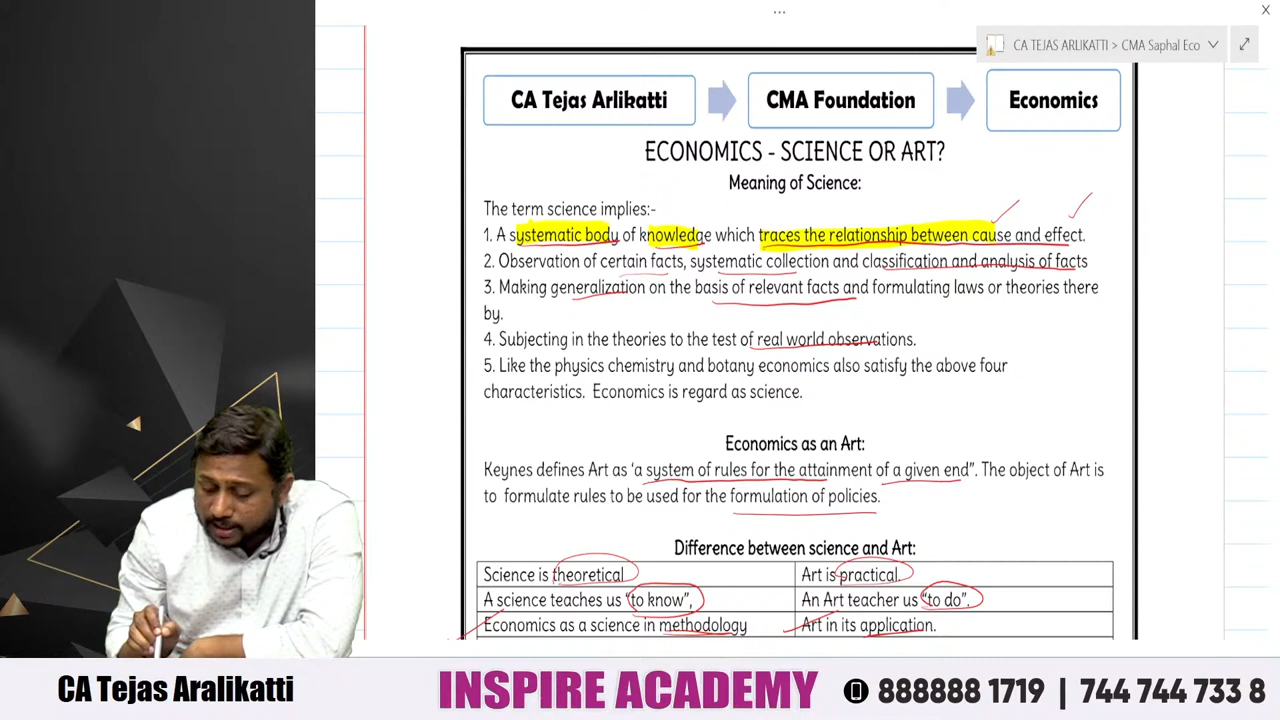 CA TEJAS ARLIKATTI > CMA Saphal Eco
CA Tejas Arlikatti
CMA Foundation
Economics
ECONOMICS - SCIENCE OR ART?
Meaning of Science:
The term science implies:-
1. A systematic body of knowledge which traces the relationship between cause and effect.
2. Observation of certain facts, systematic collection and classification and analysis of facts
3. Making generalization on the basis of relevant facts and formulating laws or theories there
by.
4. Subjecting in the theories to the test of real world observations.
5. Like the physics chemistry and botany economics also satisfy the above four
characteristics. Economics is regard as science.
Economics as an Art:
Keynes defines Art as ‘a system of rules for the attainment of a given end”. The object of Art is
to formulate rules to be used for the formulation of policies.
Difference between science and Art:
Science is theoretical
Art is practical.
A science teaches us “to know”,
An Art teacher us “to do”.
Economics as a science in methodology
Art in its application.
CA Tejas Aralikatti
INSPIRE ACADEMY
888888 1719 | 744 744 733 8